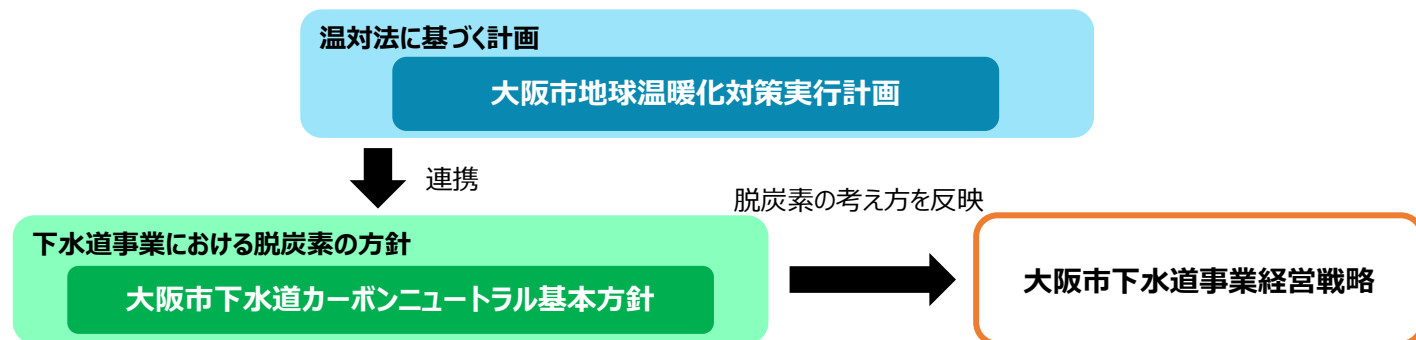 温対法に基づく計画
大阪市地球温暖化対策実行計画
連携
脱炭素の考え方を反映
下水道事業における脱炭素の方針
大阪市下水道カーボンニュートラル基本方針
大阪市下水道事業経営戦略